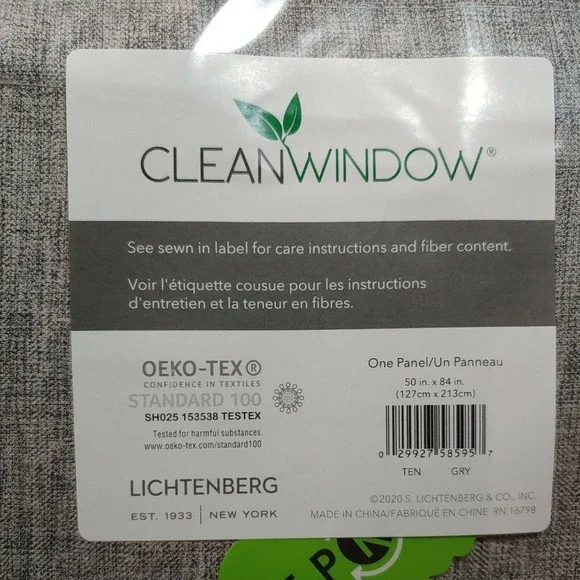 CLEANWINDOW®
See sewn in label for care instructions and fiber content.
Voir l'étiquette cousue pour les instructions
d'entretien et la teneur en fibres.
OEKO-TEX®
CONFIDENCE IN TEXTILES
STANDARD 100
SH025 153538 TESTEX
Tested for harmful substances
www.oeko-tex.com/standard100
One Panel/Un Panneau
50 in. x 84 in.
(127cm x 213cm)
0 29927 58595 7
TEN GRY
LICHTENBERG
EST. 1933 | NEW YORK
©2020 S. LICHTENBERG & CO., INC.
MADE IN CHINA/FABRIQUÉ EN CHINE RN 16798